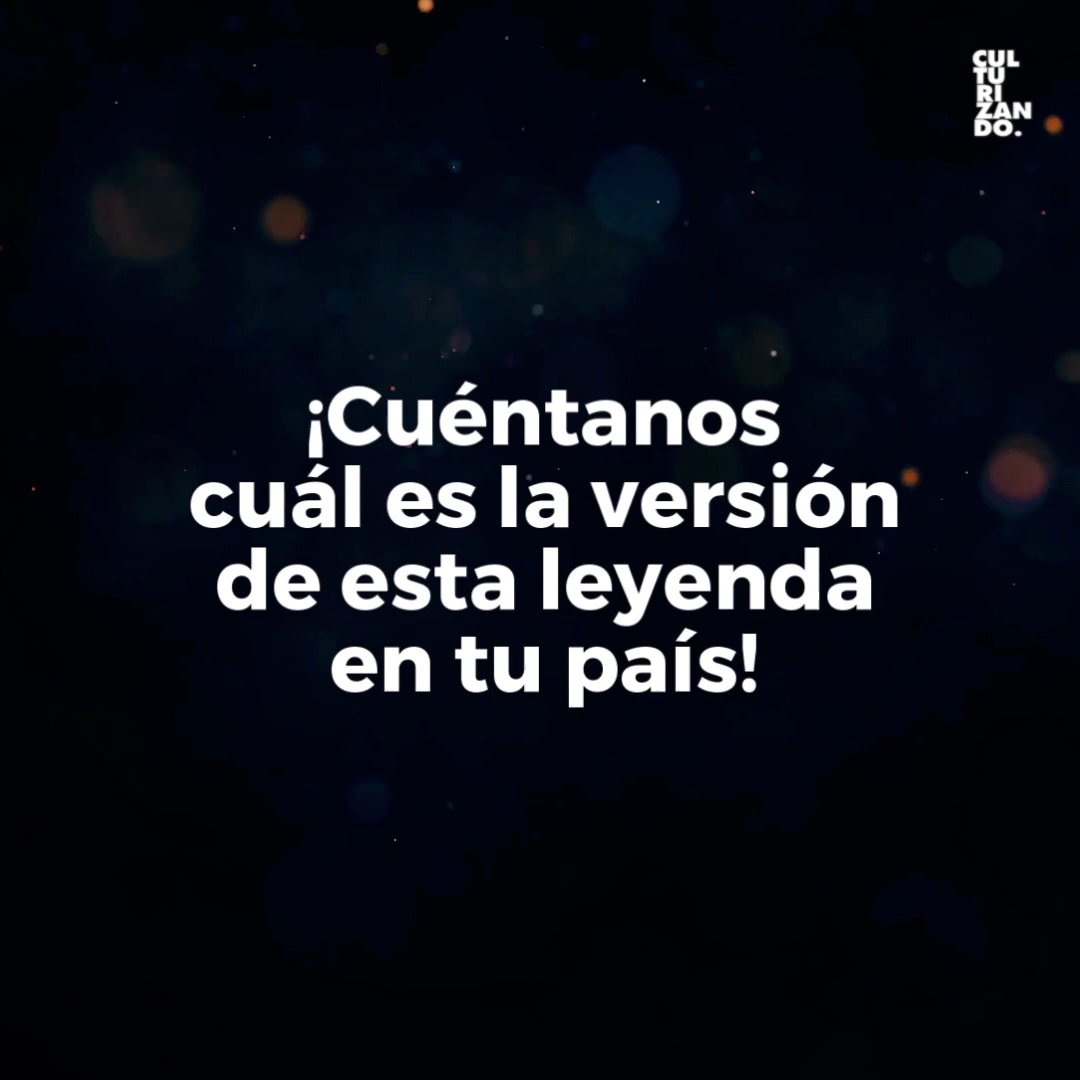 CUL
TU
RI
ZAN
DO.
¡Cuéntanos
cuál es la versión
de esta leyenda
en tu país!